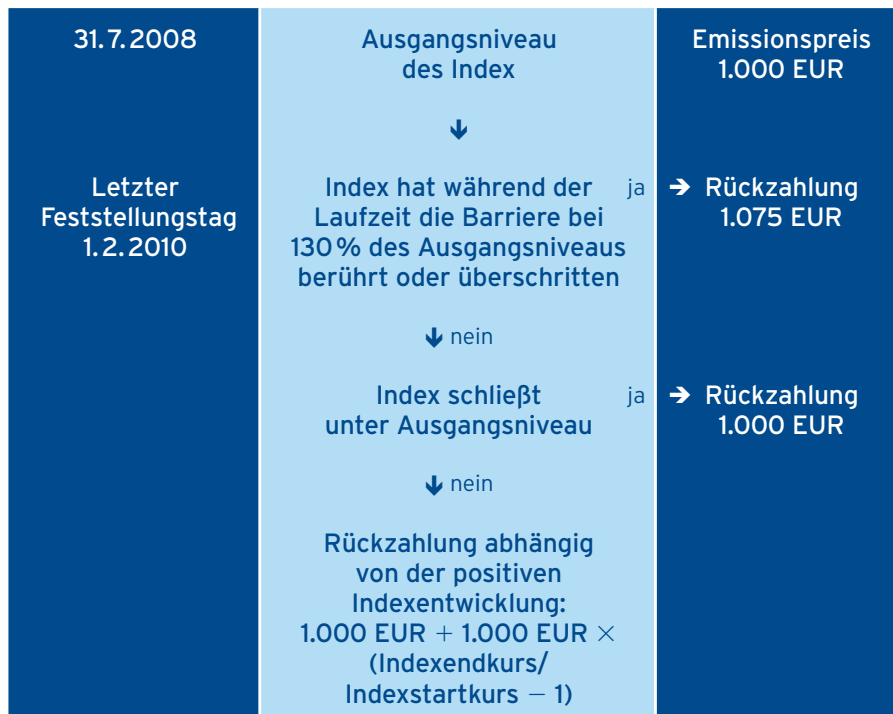 31.7.2008
Ausgangsniveau
des Index
Emissionspreis
1.000 EUR
🡻
Letzter
Feststellungstag
1.2.2010
Index hat während der
Laufzeit die Barriere bei
130 % des Ausgangsniveaus
berührt oder überschritten
ja
➔ Rückzahlung
1.075 EUR
🡻 nein
Index schließt
unter Ausgangsniveau
ja
➔ Rückzahlung
1.000 EUR
🡻 nein
Rückzahlung abhängig
von der positiven
Indexentwicklung:
1.000 EUR + 1.000 EUR ×
(Indexendkurs/
Indexstartkurs − 1)